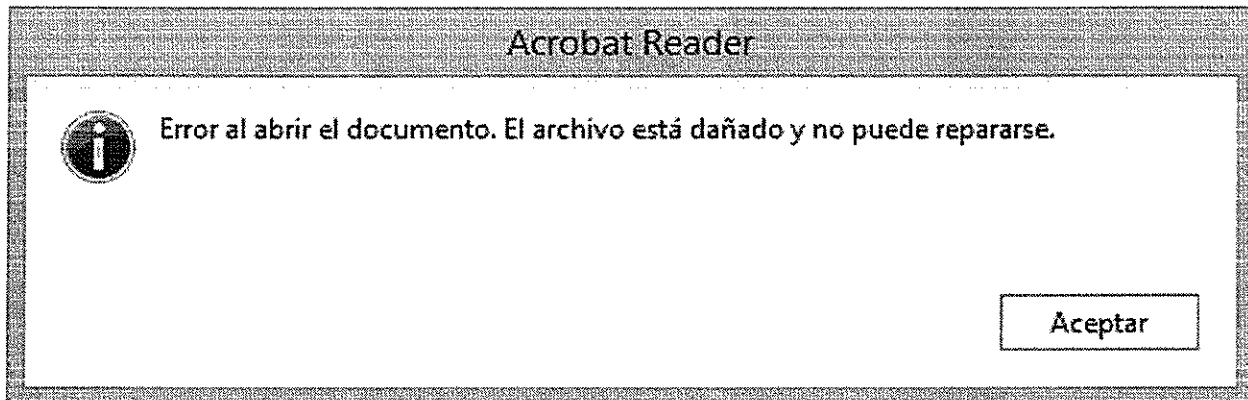 Acrobat Reader
Error al abrir el documento. El archivo está dañado y no puede repararse.
Aceptar